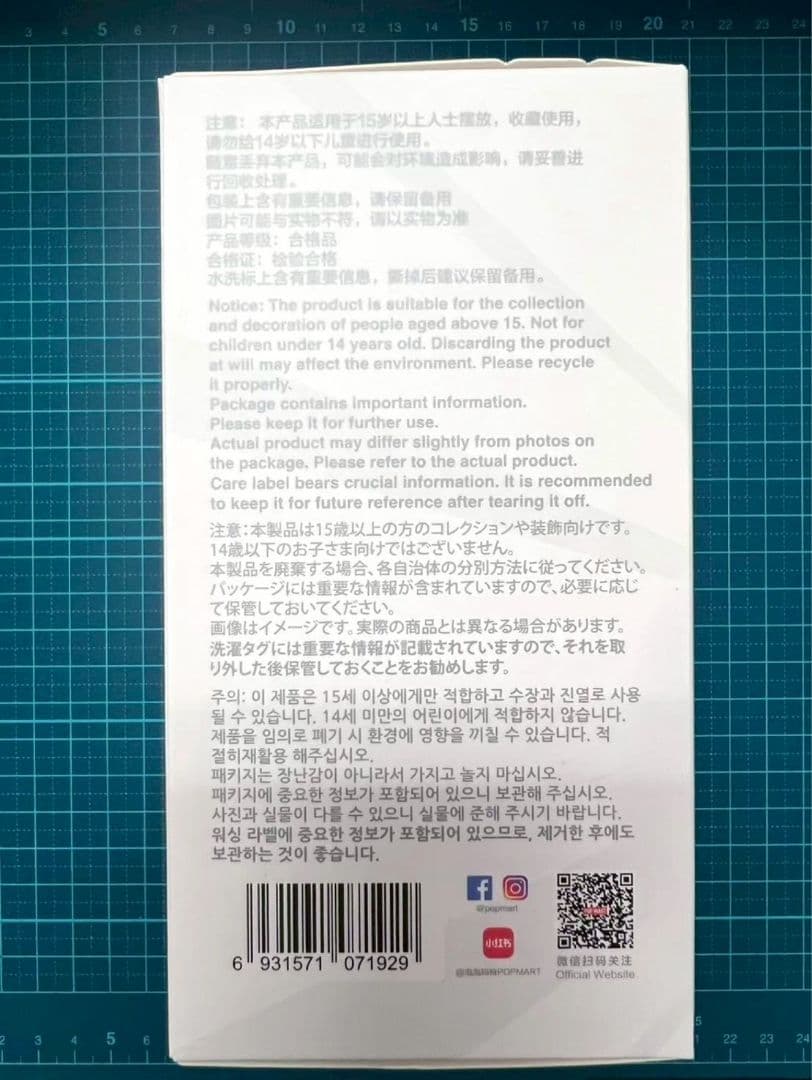 注意： 本产品适用于15岁以上人士摆放，收藏使用，
请勿给14岁以下儿童进行使用。
随意丢弃本产品，可能会对环境造成影响，请妥善进
行回收处理。
包装上含有重要信息，请保留备用
图片可能与实物不符，请以实物为准
产品等级：合格品
合格证：检验合格
水洗标上含有重要信息，撕掉后建议保留备用。
Notice: The product is suitable for the collection
and decoration of people aged above 15. Not for
children under 14 years old. Discarding the product
at will may affect the environment. Please recycle
it properly.
Package contains important information.
Please keep it for further use.
Actual product may differ slightly from photos on
the package. Please refer to the actual product.
Care label bears crucial information. It is recommended
to keep it for future reference after tearing it off.
注意：本製品は15歳以上の方のコレクションや装飾向けです。
14歳以下のお子さま向けではございません。
本製品を廃棄する場合、各自治体の分別方法に従ってください。
パッケージには重要な情報が含まれていますので、必要に応じ
て保管しておいてください。
画像はイメージです。実際の商品とは異なる場合があります。
洗濯タグには重要な情報が記載されていますので、それを取
り外した後保管しておくことをお勧めします。
주의: 이 제품은 15세 이상에게만 적합하고 수장과 진열로 사용
될 수 있습니다. 14세 미만의 어린이에게 적합하지 않습니다.
제품을 임의로 폐기 시 환경에 영향을 끼칠 수 있습니다. 적
절히재활용 해주십시오.
패키지는 장난감이 아니라서 가지고 놀지 마십시오.
패키지에 중요한 정보가 포함되어 있으니 보관해 주십시오.
사진과 실물이 다를 수 있으니 실물에 준해 주시기 바랍니다.
워싱 라벨에 중요한 정보가 포함되어 있으므로, 제거한 후에도
보관하는 것이 좋습니다.
6 931571 071929
@popmart
小红书
@泡泡玛特POPMART
POP MART
微信扫码关注
Official Website